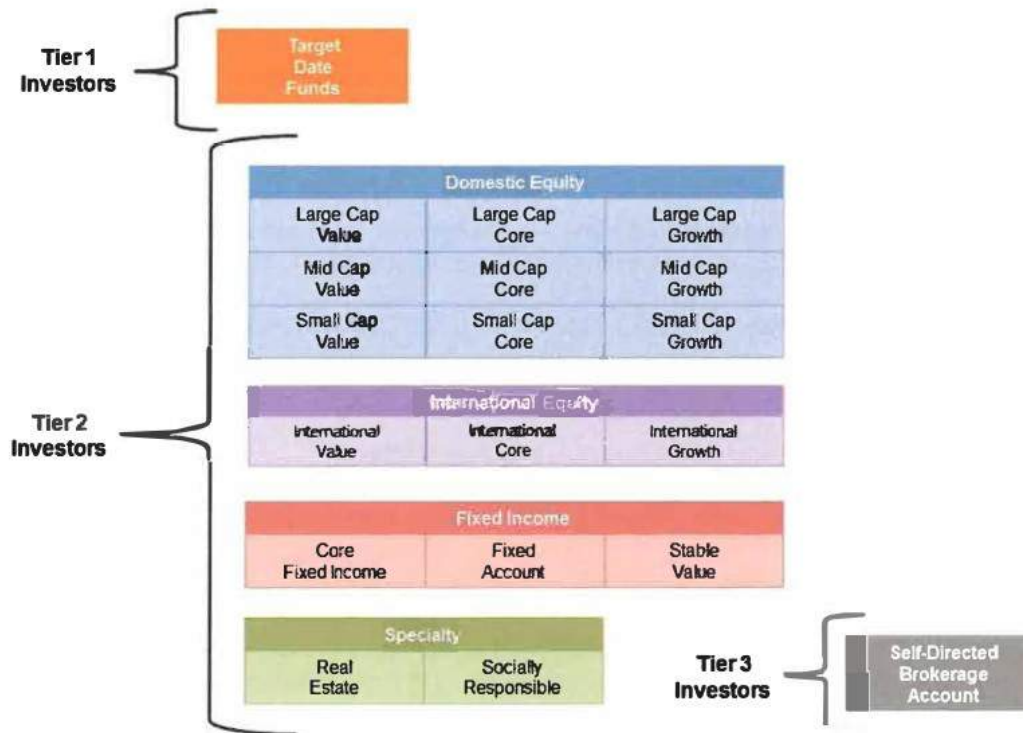 Tier 1
Investors
Target
Date
Funds
Domestic Equity
Large Cap
Value
Large Cap
Core
Large Cap
Growth
Mid Cap
Value
Mid Cap
Core
Mid Cap
Growth
Small Cap
Value
Small Cap
Core
Small Cap
Growth
Tier 2
Investors
International Equity
International
Value
International
Core
International
Growth
Fixed Income
Core
Fixed Income
Fixed
Account
Stable
Value
Specialty
Real
Estate
Socially
Responsible
Tier 3
Investors
Self-Directed
Brokerage
Account